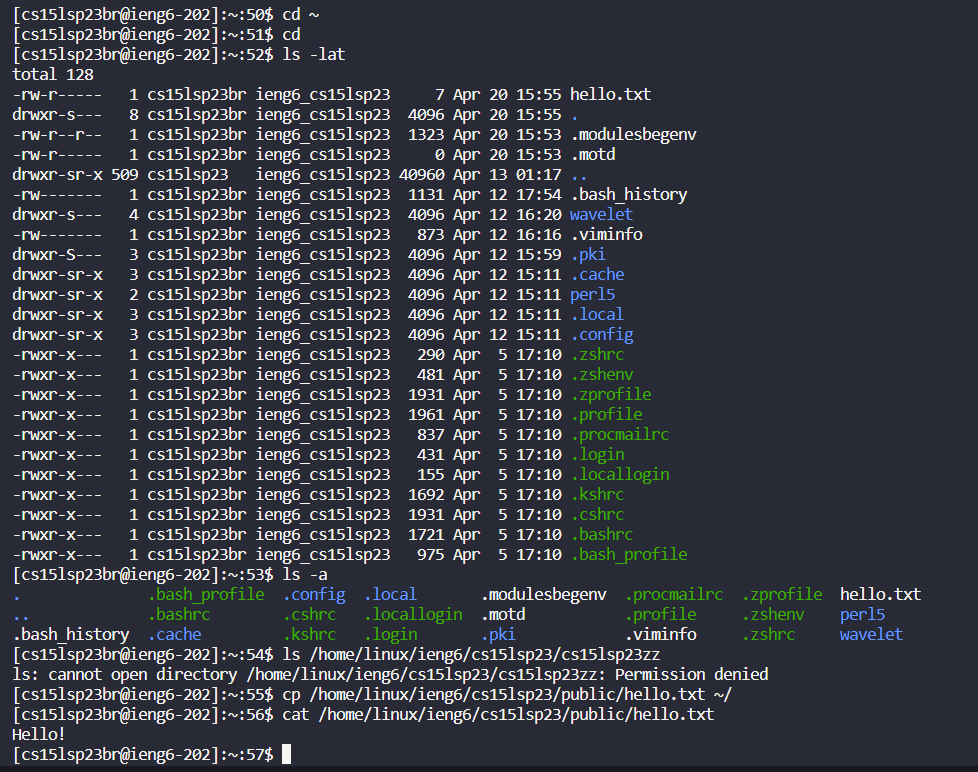 [cs15lsp23br@ieng6-202]:~:50$ cd ~
[cs15lsp23br@ieng6-202]:~:51$ cd
[cs15lsp23br@ieng6-202]:~:52$ ls -lat
total 128
-rw-r-----   1 cs15lsp23br ieng6_cs15lsp23     7 Apr 20 15:55 hello.txt
drwxr-s---   8 cs15lsp23br ieng6_cs15lsp23  4096 Apr 20 15:55 .
-rw-r--r--   1 cs15lsp23br ieng6_cs15lsp23  1323 Apr 20 15:53 .modulesbegenv
-rw-r-----   1 cs15lsp23br ieng6_cs15lsp23     0 Apr 20 15:53 .motd
drwxr-sr-x 509 cs15lsp23   ieng6_cs15lsp23 40960 Apr 13 01:17 ..
-rw-------   1 cs15lsp23br ieng6_cs15lsp23  1131 Apr 12 17:54 .bash_history
drwxr-s---   4 cs15lsp23br ieng6_cs15lsp23  4096 Apr 12 16:20 wavelet
-rw-------   1 cs15lsp23br ieng6_cs15lsp23   873 Apr 12 16:16 .viminfo
drwxr-S---   3 cs15lsp23br ieng6_cs15lsp23  4096 Apr 12 15:59 .pki
drwxr-sr-x   3 cs15lsp23br ieng6_cs15lsp23  4096 Apr 12 15:11 .cache
drwxr-sr-x   2 cs15lsp23br ieng6_cs15lsp23  4096 Apr 12 15:11 perl5
drwxr-sr-x   3 cs15lsp23br ieng6_cs15lsp23  4096 Apr 12 15:11 .local
drwxr-sr-x   3 cs15lsp23br ieng6_cs15lsp23  4096 Apr 12 15:11 .config
-rwxr-x---   1 cs15lsp23br ieng6_cs15lsp23   290 Apr  5 17:10 .zshrc
-rwxr-x---   1 cs15lsp23br ieng6_cs15lsp23   481 Apr  5 17:10 .zshenv
-rwxr-x---   1 cs15lsp23br ieng6_cs15lsp23  1931 Apr  5 17:10 .zprofile
-rwxr-x---   1 cs15lsp23br ieng6_cs15lsp23  1961 Apr  5 17:10 .profile
-rwxr-x---   1 cs15lsp23br ieng6_cs15lsp23   837 Apr  5 17:10 .procmailrc
-rwxr-x---   1 cs15lsp23br ieng6_cs15lsp23   431 Apr  5 17:10 .login
-rwxr-x---   1 cs15lsp23br ieng6_cs15lsp23   155 Apr  5 17:10 .locallogin
-rwxr-x---   1 cs15lsp23br ieng6_cs15lsp23  1692 Apr  5 17:10 .kshrc
-rwxr-x---   1 cs15lsp23br ieng6_cs15lsp23  1931 Apr  5 17:10 .cshrc
-rwxr-x---   1 cs15lsp23br ieng6_cs15lsp23  1721 Apr  5 17:10 .bashrc
-rwxr-x---   1 cs15lsp23br ieng6_cs15lsp23   975 Apr  5 17:10 .bash_profile
[cs15lsp23br@ieng6-202]:~:53$ ls -a
.              .bash_profile  .config  .local       .modulesbegenv  .procmailrc  .zprofile  hello.txt
..             .bashrc        .cshrc   .locallogin  .motd           .profile     .zshenv    perl5
.bash_history  .cache         .kshrc   .login       .pki            .viminfo     .zshrc     wavelet
[cs15lsp23br@ieng6-202]:~:54$ ls /home/linux/ieng6/cs15lsp23/cs15lsp23zz
ls: cannot open directory /home/linux/ieng6/cs15lsp23/cs15lsp23zz: Permission denied
[cs15lsp23br@ieng6-202]:~:55$ cp /home/linux/ieng6/cs15lsp23/public/hello.txt ~/
[cs15lsp23br@ieng6-202]:~:56$ cat /home/linux/ieng6/cs15lsp23/public/hello.txt
Hello!
[cs15lsp23br@ieng6-202]:~:57$